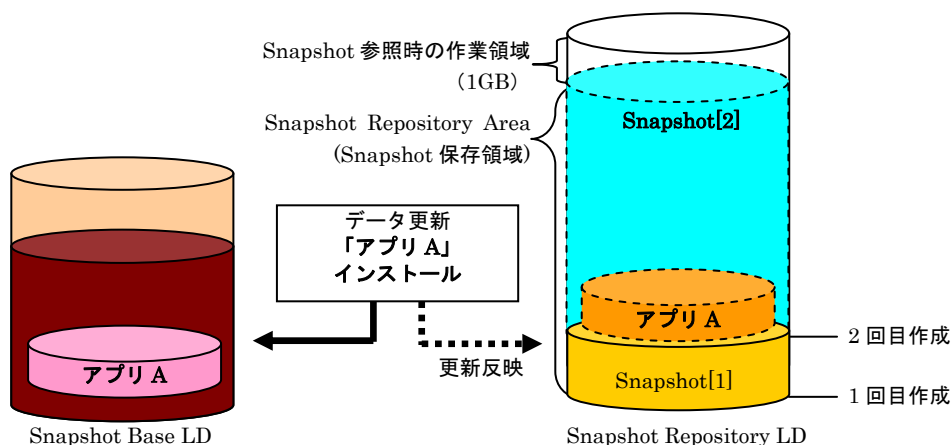 Snapshot 参照時の作業領域
(1GB)
Snapshot Repository Area
(Snapshot 保存領域)
Snapshot[2]
データ更新
「アプリ A」
インストール
アプリ A
更新反映
アプリ A
Snapshot[1]
2 回目作成
1 回目作成
Snapshot Base LD
Snapshot Repository LD